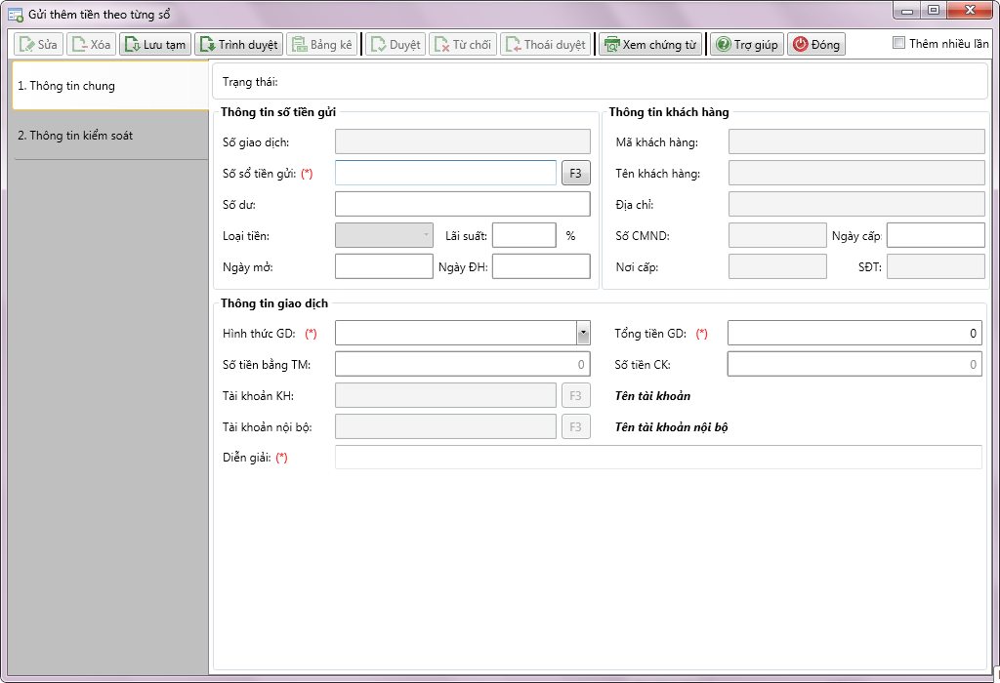 Gửi thêm tiền theo từng sổ
Sửa Xóa Lưu tạm Trình duyệt Bảng kê Duyệt Từ chối Thoái duyệt Xem chứng từ Trợ giúp Đóng Thêm nhiều lần
1. Thông tin chung
2. Thông tin kiểm soát
Trạng thái:
Thông tin sổ tiền gửi
Số giao dịch:
Số sổ tiền gửi: (*) F3
Số dư:
Loại tiền: Lãi suất: %
Ngày mở: Ngày ĐH:
Thông tin khách hàng
Mã khách hàng:
Tên khách hàng:
Địa chỉ:
Số CMND: Ngày cấp:
Nơi cấp: SĐT:
Thông tin giao dịch
Hình thức GD: (*) Tổng tiền GD: (*) 0
Số tiền bằng TM: 0 Số tiền CK: 0
Tài khoản KH: F3 Tên tài khoản
Tài khoản nội bộ: F3 Tên tài khoản nội bộ
Diễn giải: (*)